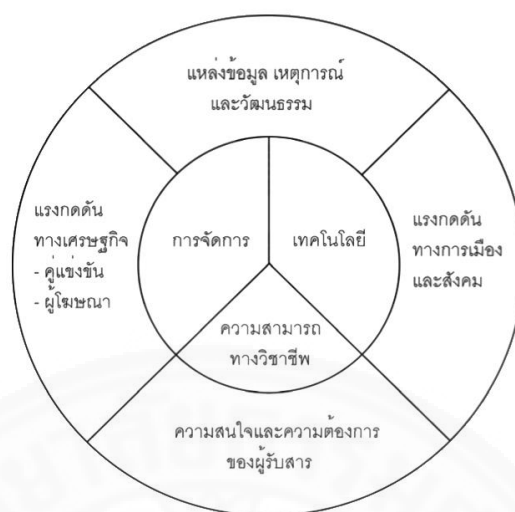 แหล่งข้อมูล เหตุการณ์
และวัฒนธรรม
แรงกดดัน
ทางเศรษฐกิจ
- คู่แข่งขัน
- ผู้โฆษณา
การจัดการ
เทคโนโลยี
แรงกดดัน
ทางการเมือง
และสังคม
ความสามารถ
ทางวิชาชีพ
ความสนใจและความต้องการ
ของผู้รับสาร